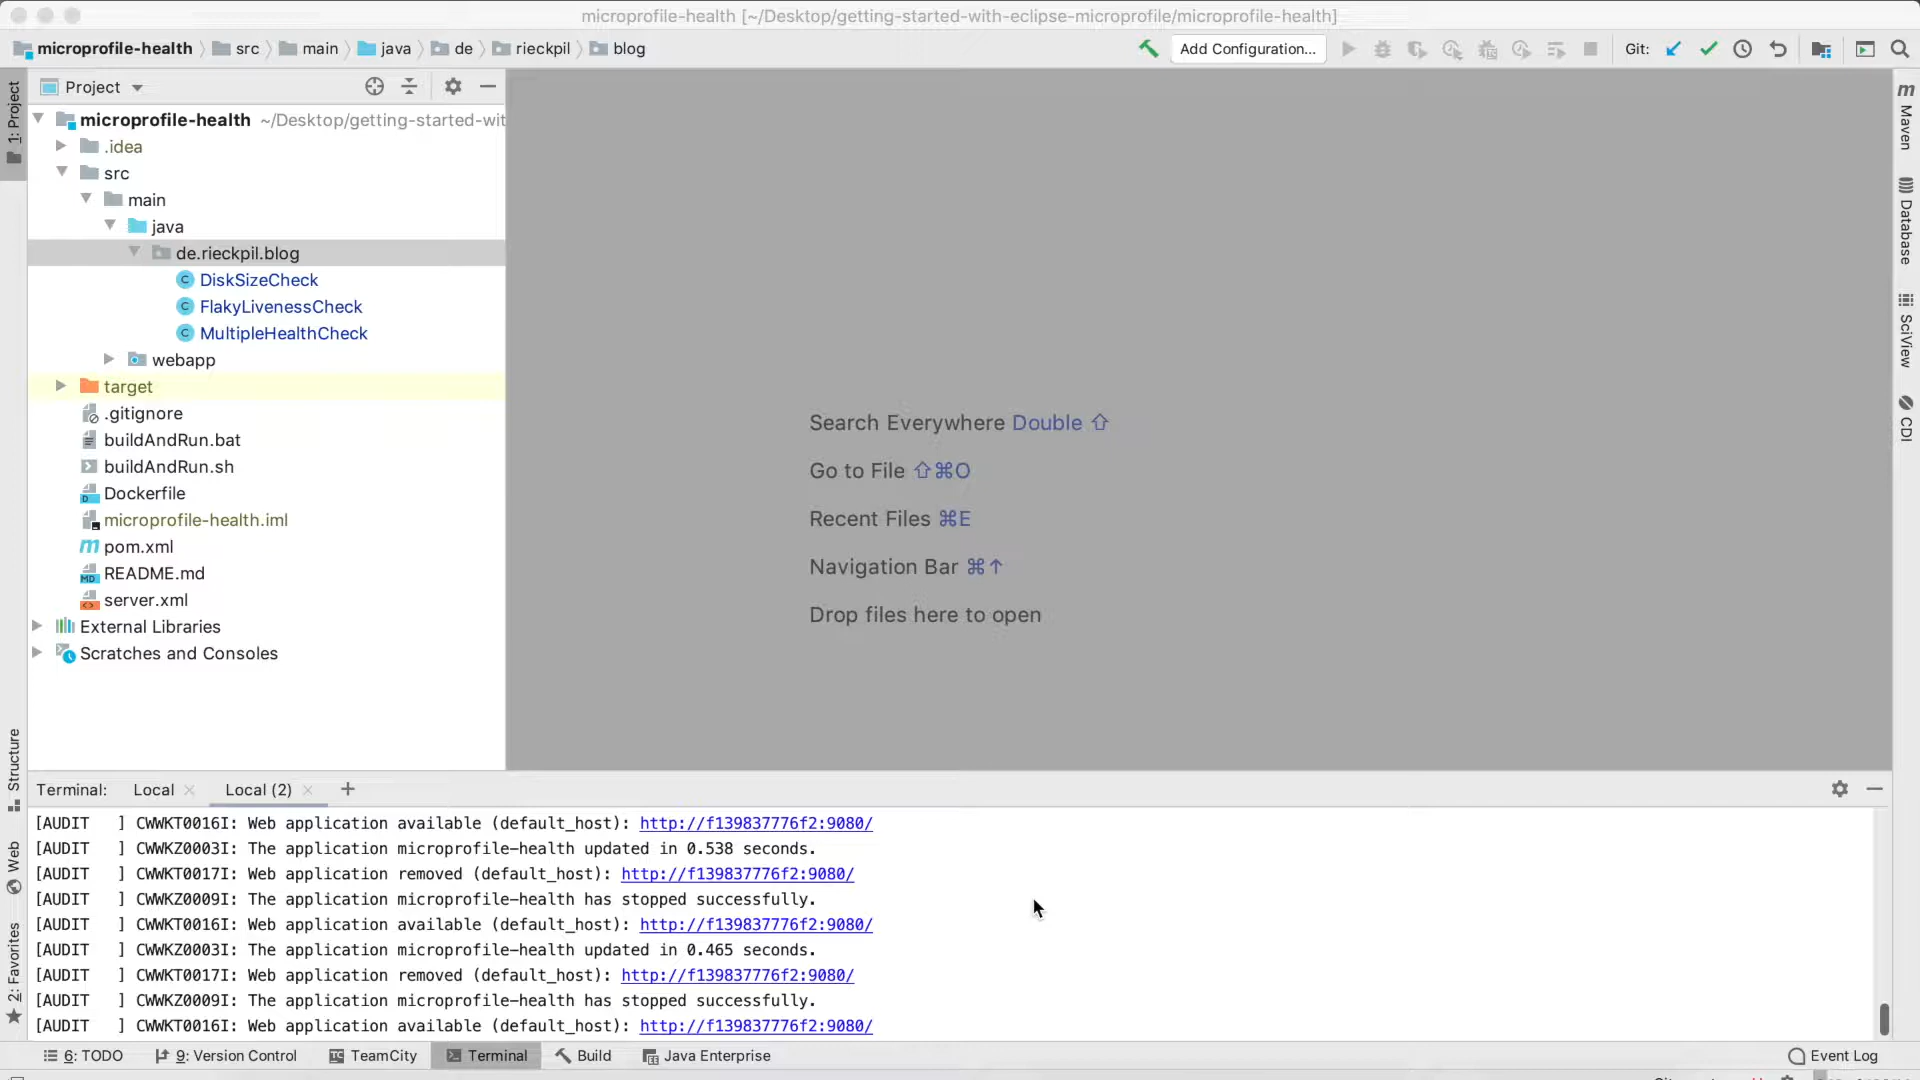 microprofile-health [~/Desktop/getting-started-with-eclipse-microprofile/microprofile-health]
microprofile-health src main java de rieckpil blog Add Configuration... Git:
1: Project
Project
microprofile-health ~/Desktop/getting-started-wit
.idea
src
main
java
de.rieckpil.blog
DiskSizeCheck
FlakyLivenessCheck
MultipleHealthCheck
webapp
target
.gitignore
buildAndRun.bat
buildAndRun.sh
Dockerfile
microprofile-health.iml
pom.xml
README.md
server.xml
External Libraries
Scratches and Consoles
Search Everywhere Double ⇧
Go to File ⇧⌘O
Recent Files ⌘E
Navigation Bar ⌘↑
Drop files here to open
Maven
Database
SciView
CDI
Structure
Web
2: Favorites
Terminal: Local Local (2)
[AUDIT   ] CWWKT0016I: Web application available (default_host): http://f139837776f2:9080/
[AUDIT   ] CWWKZ0003I: The application microprofile-health updated in 0.538 seconds.
[AUDIT   ] CWWKT0017I: Web application removed (default_host): http://f139837776f2:9080/
[AUDIT   ] CWWKZ0009I: The application microprofile-health has stopped successfully.
[AUDIT   ] CWWKT0016I: Web application available (default_host): http://f139837776f2:9080/
[AUDIT   ] CWWKZ0003I: The application microprofile-health updated in 0.465 seconds.
[AUDIT   ] CWWKT0017I: Web application removed (default_host): http://f139837776f2:9080/
[AUDIT   ] CWWKZ0009I: The application microprofile-health has stopped successfully.
[AUDIT   ] CWWKT0016I: Web application available (default_host): http://f139837776f2:9080/
6: TODO 9: Version Control TeamCity Terminal Build Java Enterprise Event Log